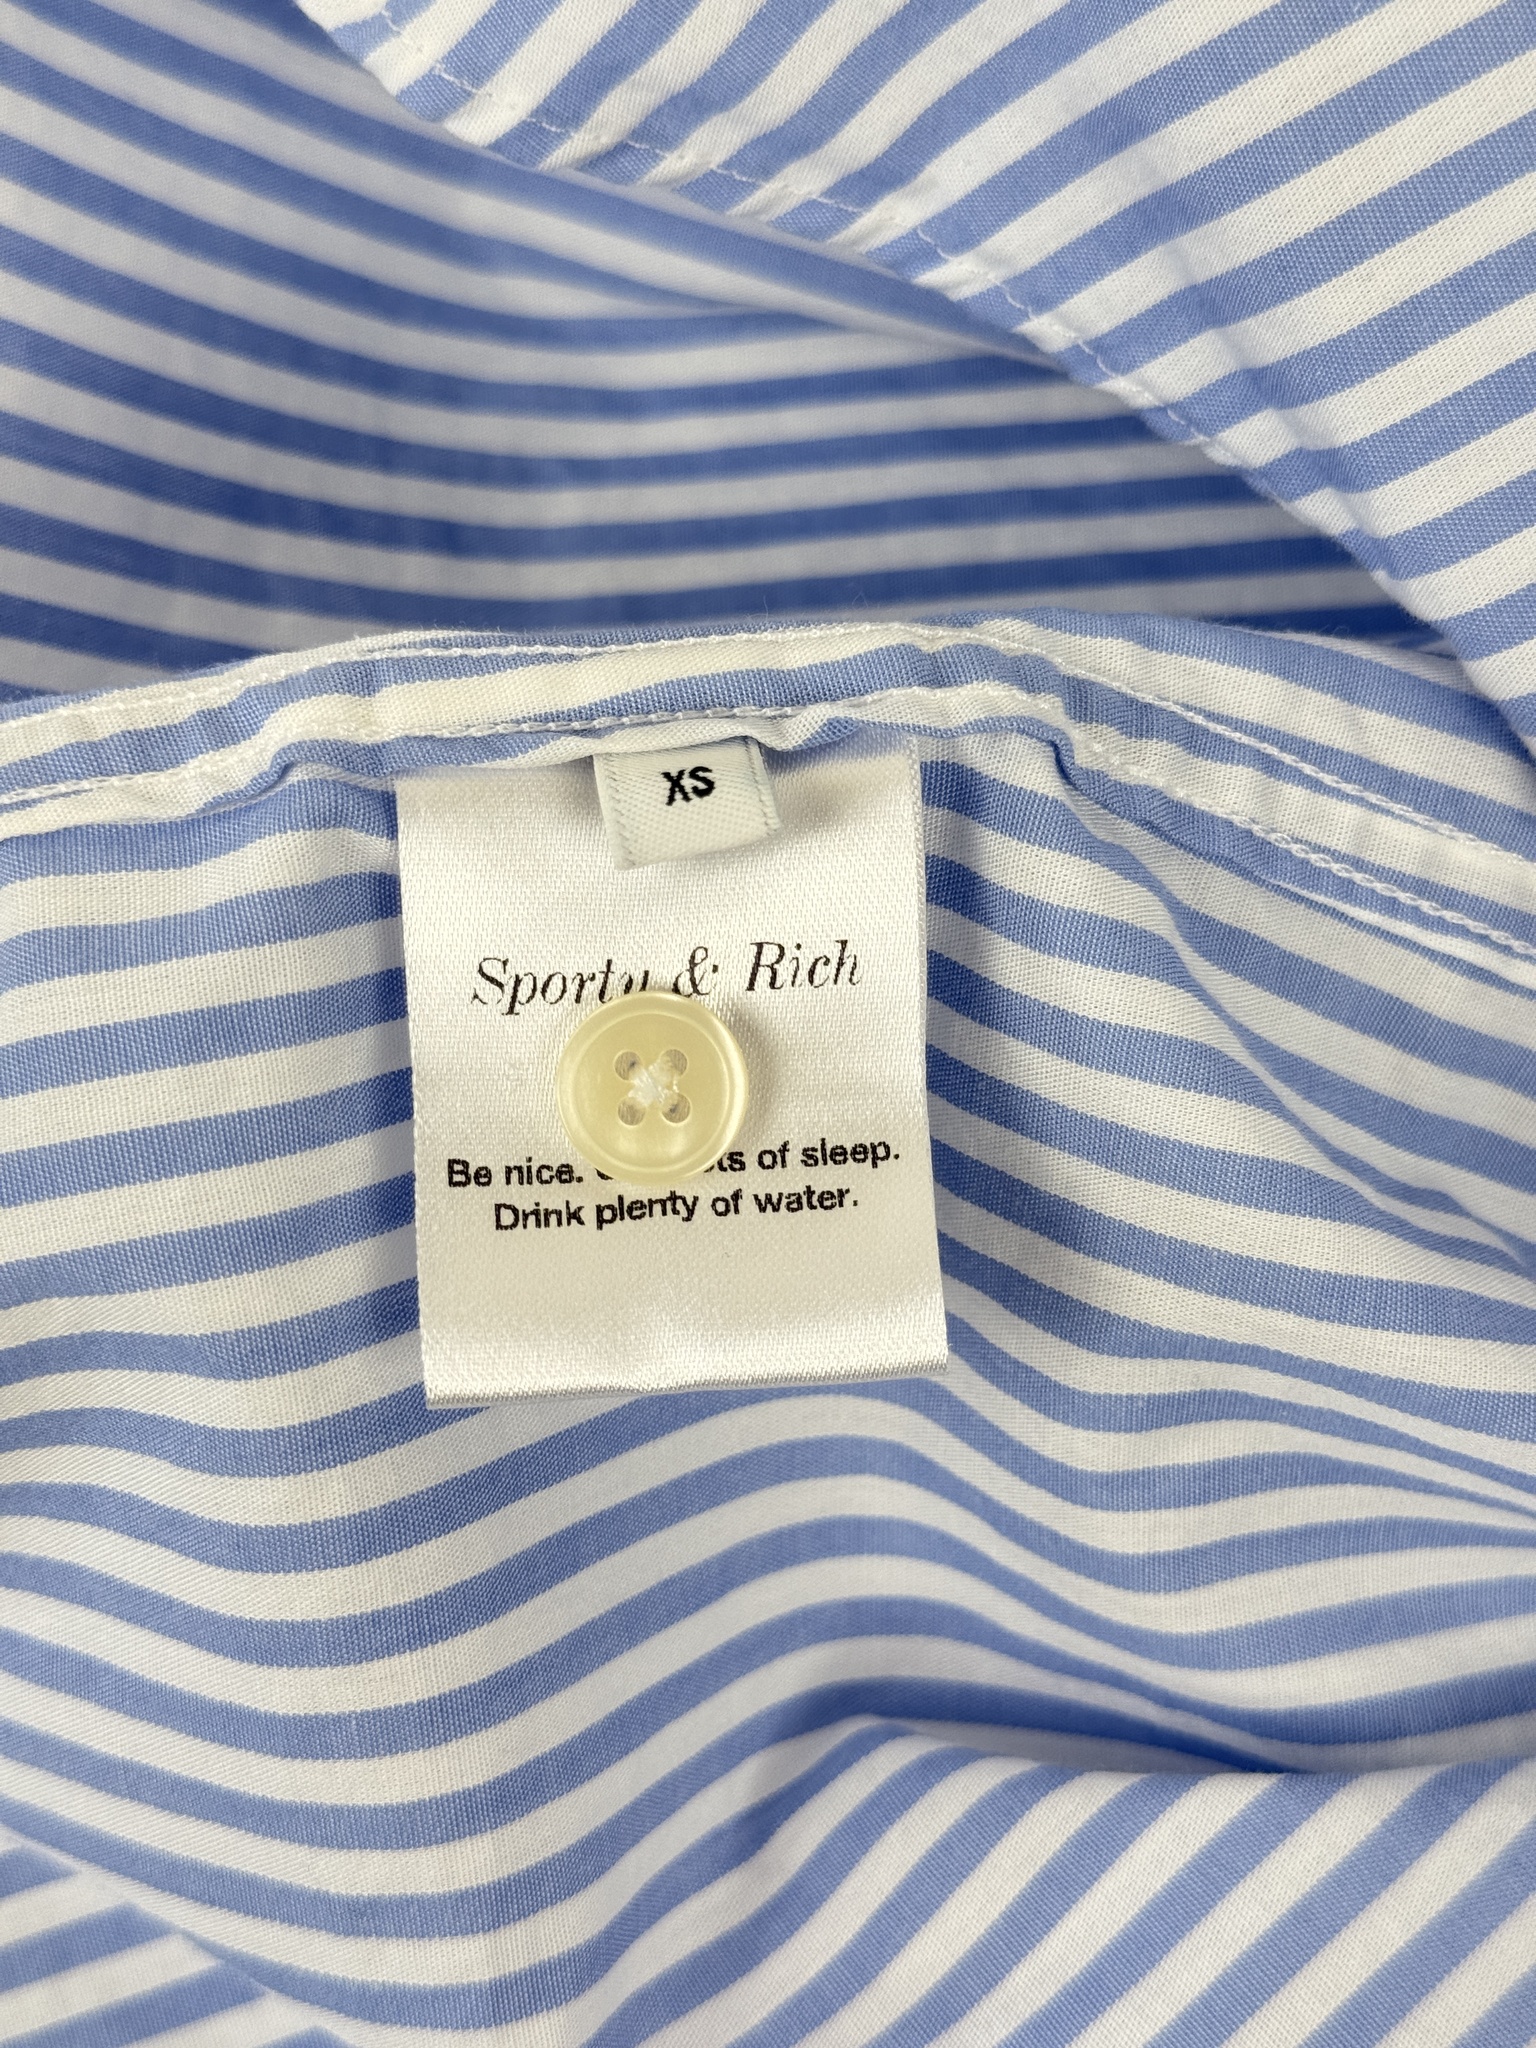 XS
Sporty & Rich
Be nice. of sleep.
Drink plenty of water.